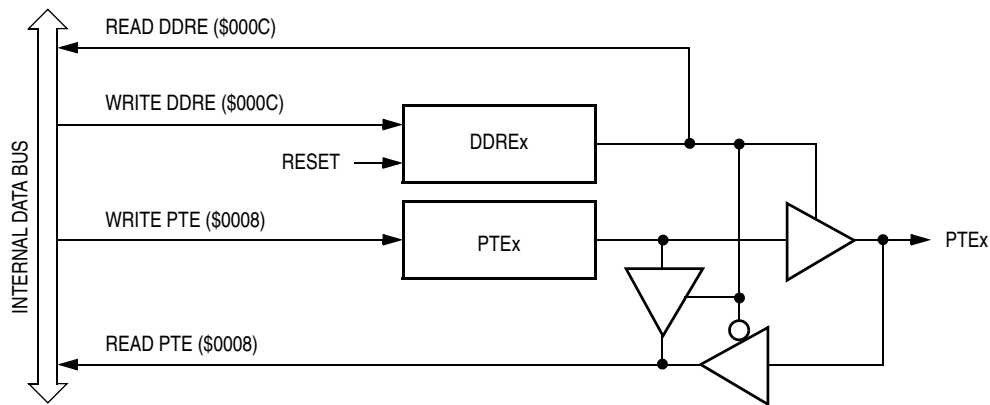 READ DDRE ($000C)
WRITE DDRE ($000C)
DDREx
RESET
INTERNAL DATA BUS
WRITE PTE ($0008)
PTEx
PTEx
READ PTE ($0008)